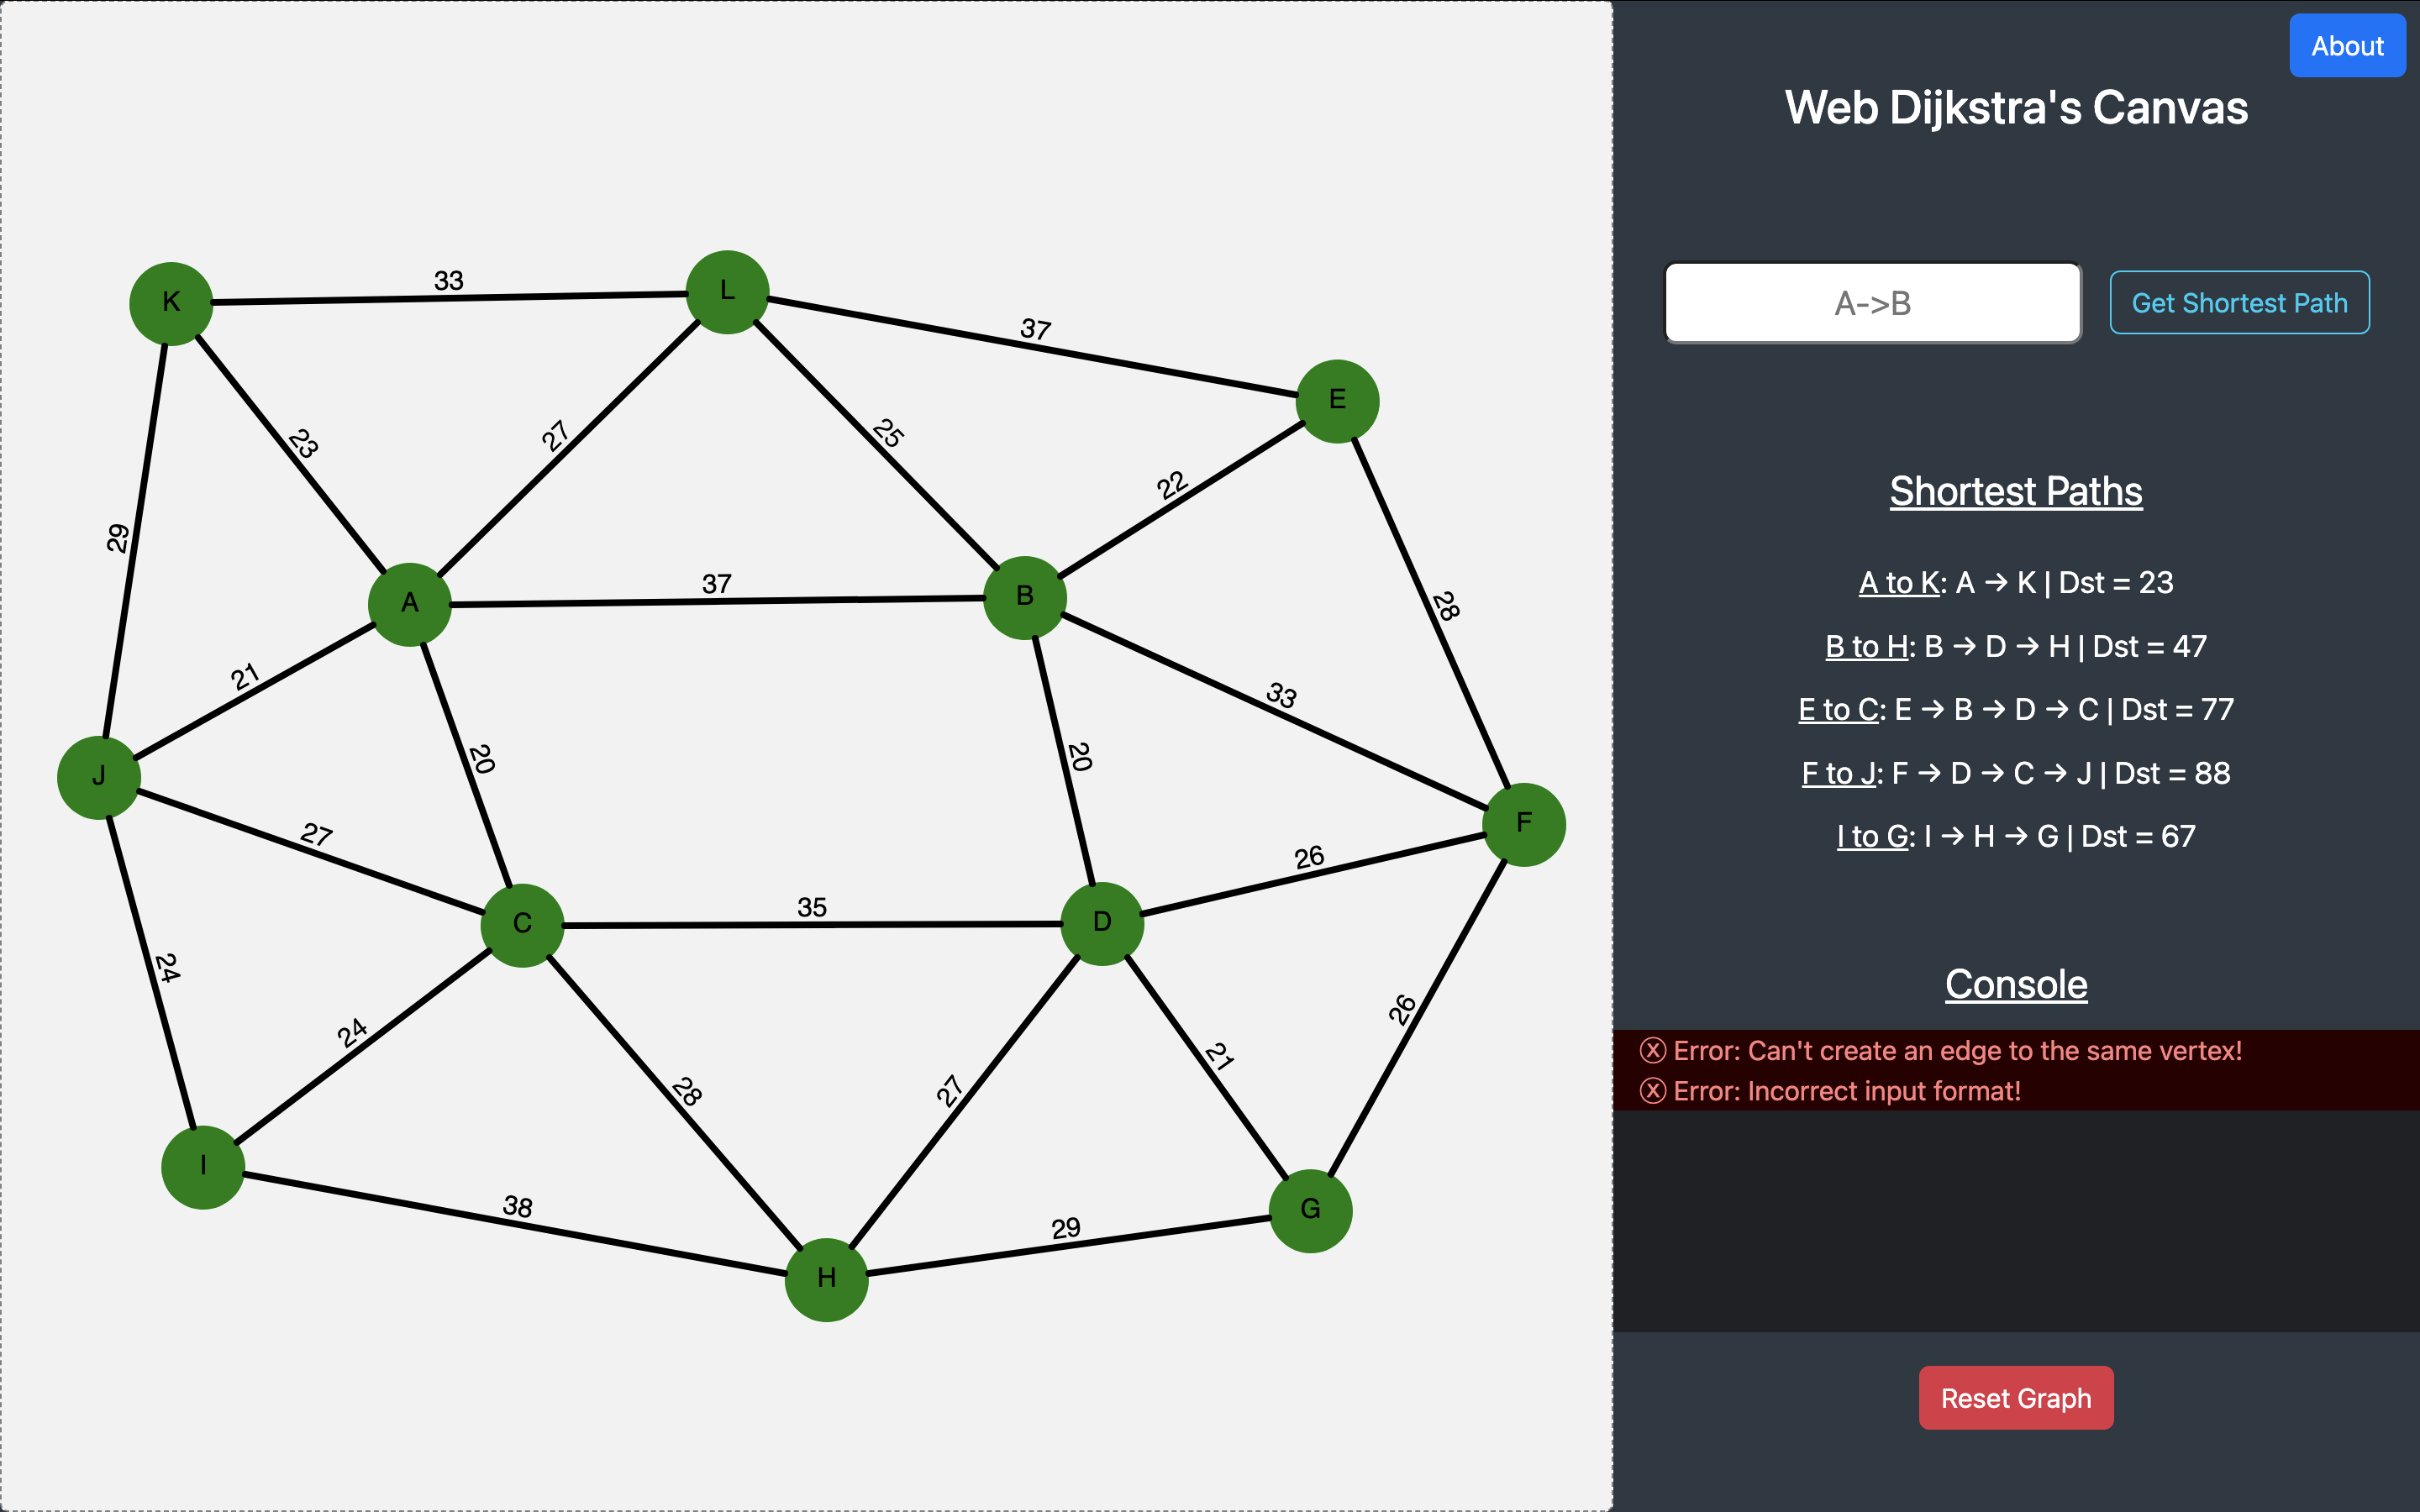 About
Web Dijkstra's Canvas
K
33
L
37
E
A->B
Get Shortest Path
23
27
25
22
29
Shortest Paths
A
37
B
28
A to K: A → K | Dst = 23
21
20
20
33
B to H: B → D → H | Dst = 47
E to C: E → B → D → C | Dst = 77
J
F to J: F → D → C → J | Dst = 88
27
F
I to G: I → H → G | Dst = 67
26
C
35
D
24
24
28
27
21
26
Console
ⓧ Error: Can't create an edge to the same vertex!
ⓧ Error: Incorrect input format!
I
38
29
G
H
Reset Graph